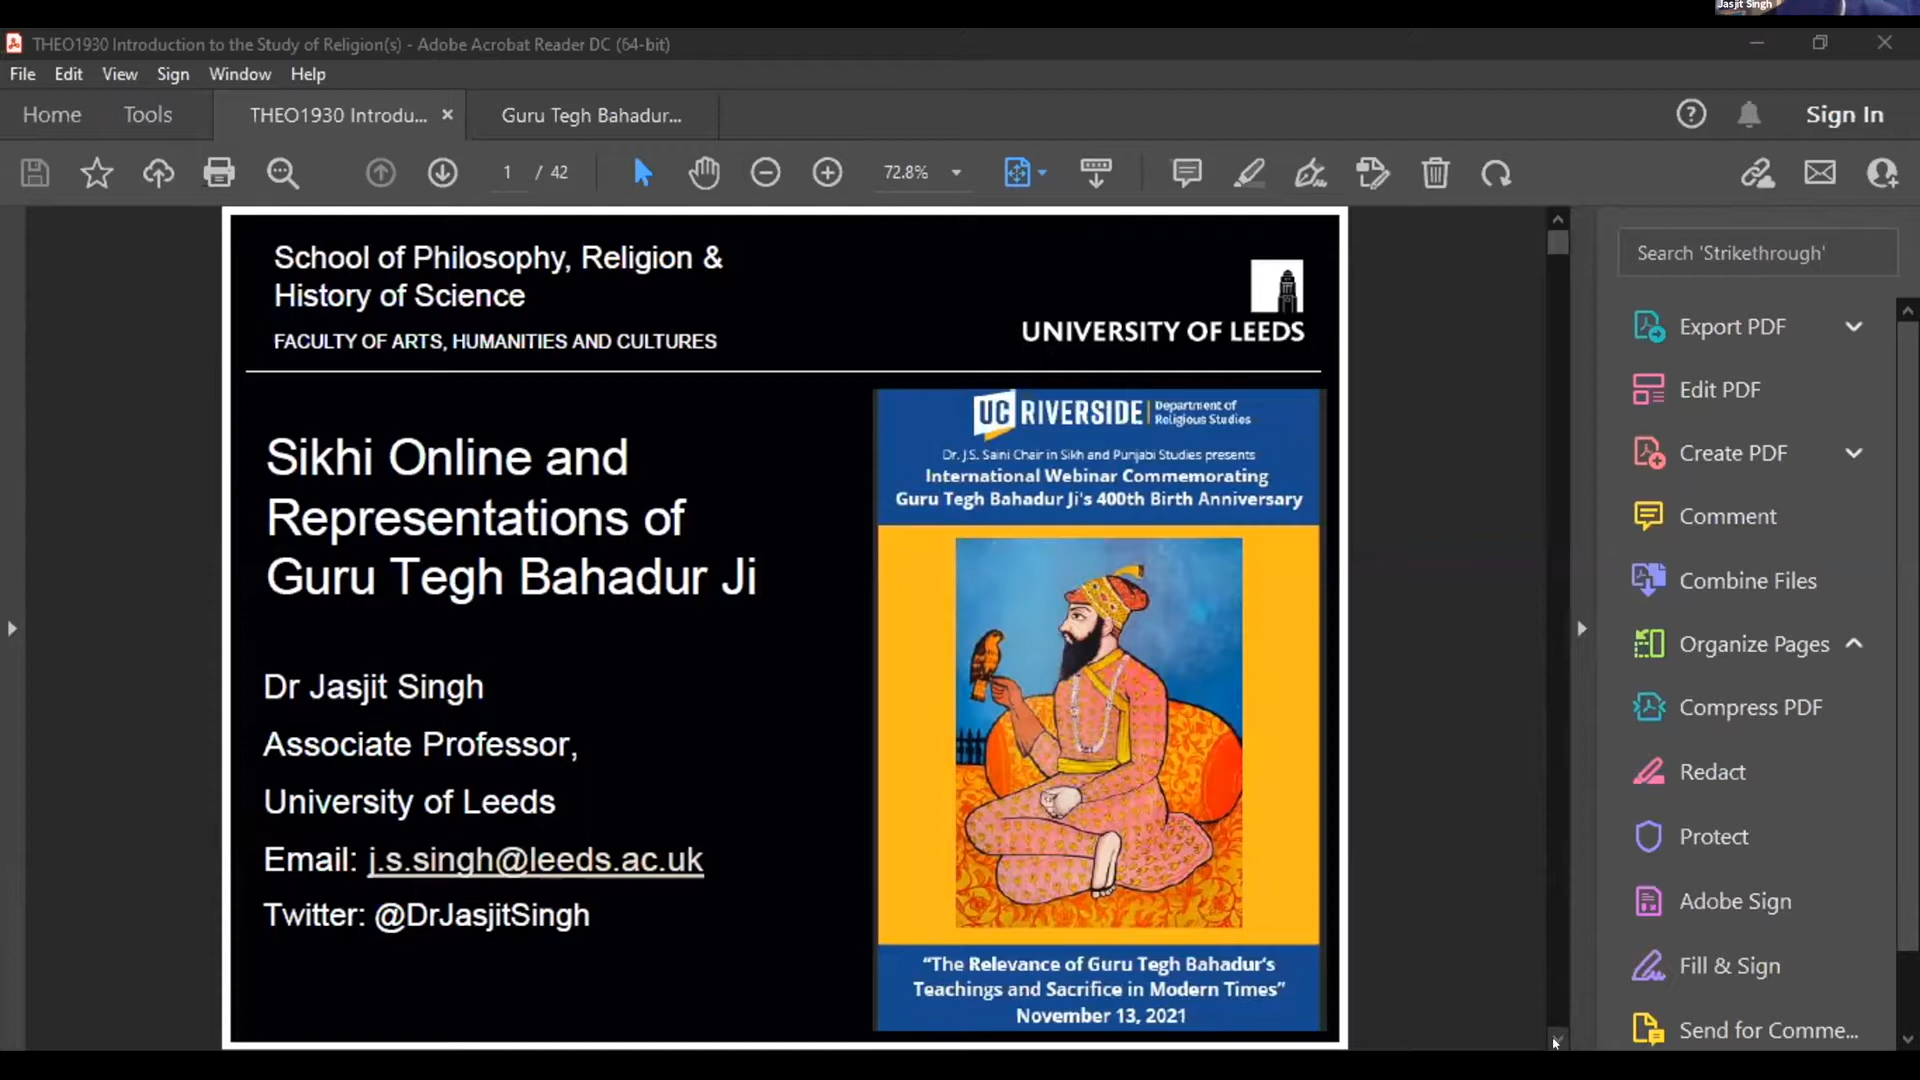 Jasjit Singh
THEO1930 Introduction to the Study of Religion(s) - Adobe Acrobat Reader DC (64-bit)
File Edit View Sign Window Help
Home Tools THEO1930 Introdu... × Guru Tegh Bahadur... Sign In
1 / 42 72.8%
School of Philosophy, Religion &
History of Science
FACULTY OF ARTS, HUMANITIES AND CULTURES
UNIVERSITY OF LEEDS
Sikhi Online and
Representations of
Guru Tegh Bahadur Ji
Dr Jasjit Singh
Associate Professor,
University of Leeds
Email: j.s.singh@leeds.ac.uk
Twitter: @DrJasjitSingh
UC RIVERSIDE Department of
Religious Studies
Dr. J.S. Saini Chair in Sikh and Punjabi Studies presents
International Webinar Commemorating
Guru Tegh Bahadur Ji's 400th Birth Anniversary
“The Relevance of Guru Tegh Bahadur’s
Teachings and Sacrifice in Modern Times”
November 13, 2021
Search 'Strikethrough'
Export PDF
Edit PDF
Create PDF
Comment
Combine Files
Organize Pages
Compress PDF
Redact
Protect
Adobe Sign
Fill & Sign
Send for Comme...